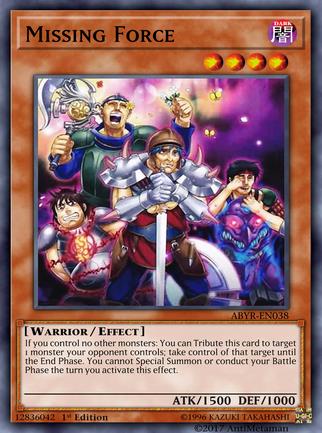 MISSING FORCE
DARK
闇
ABYR-EN038
[WARRIOR / EFFECT]
If you control no other monsters: You can Tribute this card to target
1 monster your opponent controls; take control of that target until
the End Phase. You cannot Special Summon or conduct your Battle
Phase the turn you activate this effect.
ATK/1500 DEF/1000
12836042 1st Edition ©1996 KAZUKI TAKAHASHI
©2017 AntiMetaman